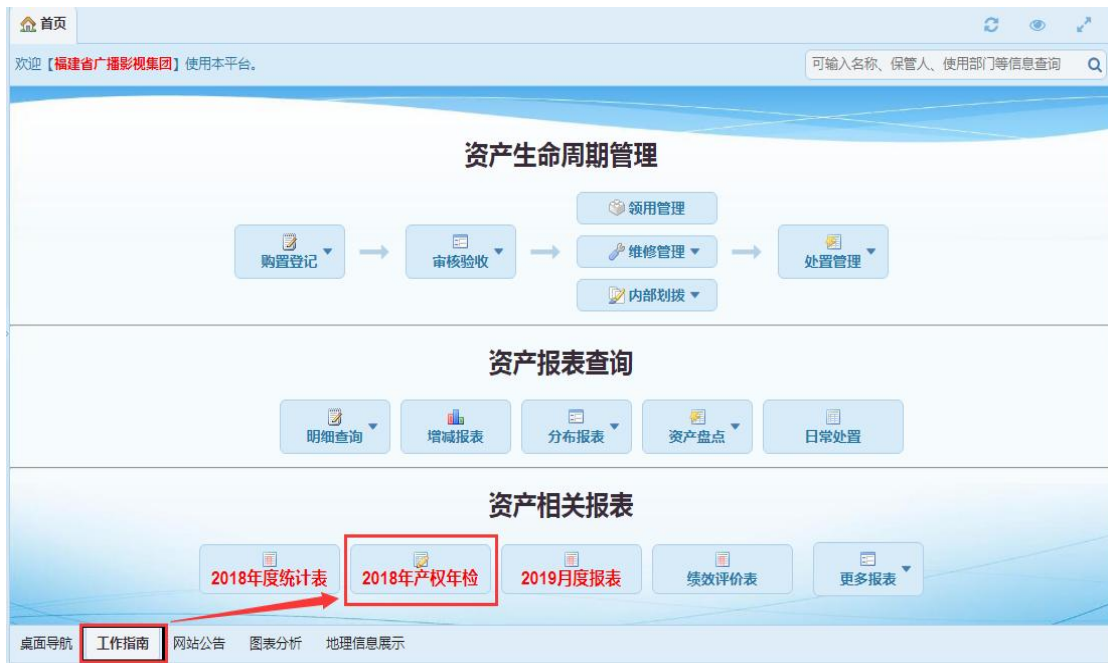 首页
欢迎【福建省广播影视集团】使用本平台。
可输入名称、保管人、使用部门等信息查询
资产生命周期管理
领用管理
购置登记
审核验收
维修管理
处置管理
内部划拨
资产报表查询
明细查询
增减报表
分布报表
资产盘点
日常处置
资产相关报表
2018年度统计表
2018年产权年检
2019月度报表
绩效评价表
更多报表
桌面导航 工作指南 网站公告 图表分析 地理信息展示